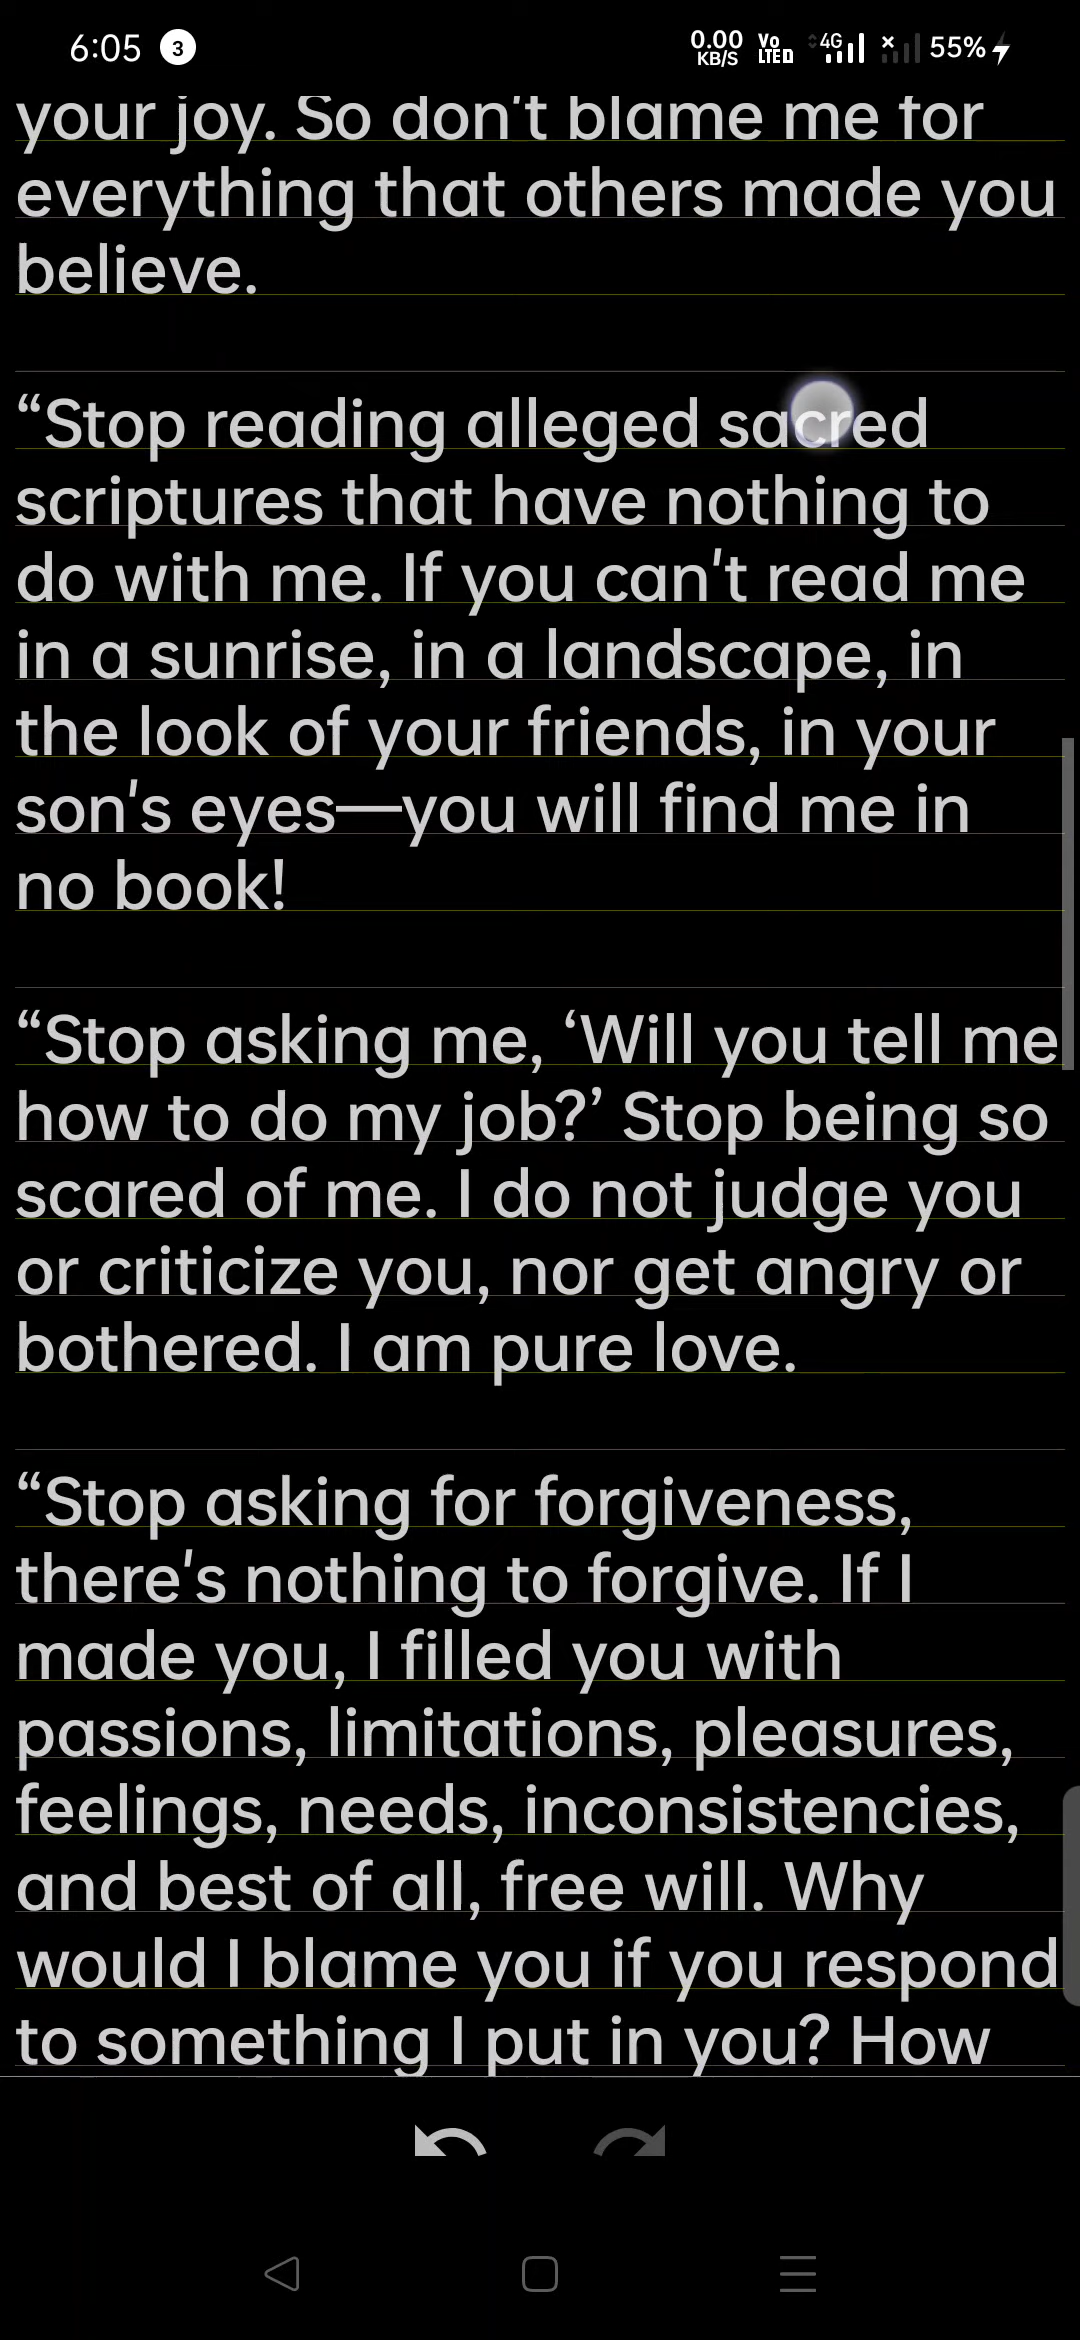 6:05 3 0.00 KB/S Vo LTED 4G 55%
your joy. So don't blame me for
everything that others made you
believe.
“Stop reading alleged sacred
scriptures that have nothing to
do with me. If you can't read me
in a sunrise, in a landscape, in
the look of your friends, in your
son's eyes—you will find me in
no book!
“Stop asking me, ‘Will you tell me
how to do my job?’ Stop being so
scared of me. I do not judge you
or criticize you, nor get angry or
bothered. I am pure love.
“Stop asking for forgiveness,
there's nothing to forgive. If I
made you, I filled you with
passions, limitations, pleasures,
feelings, needs, inconsistencies,
and best of all, free will. Why
would I blame you if you respond
to something I put in you? How